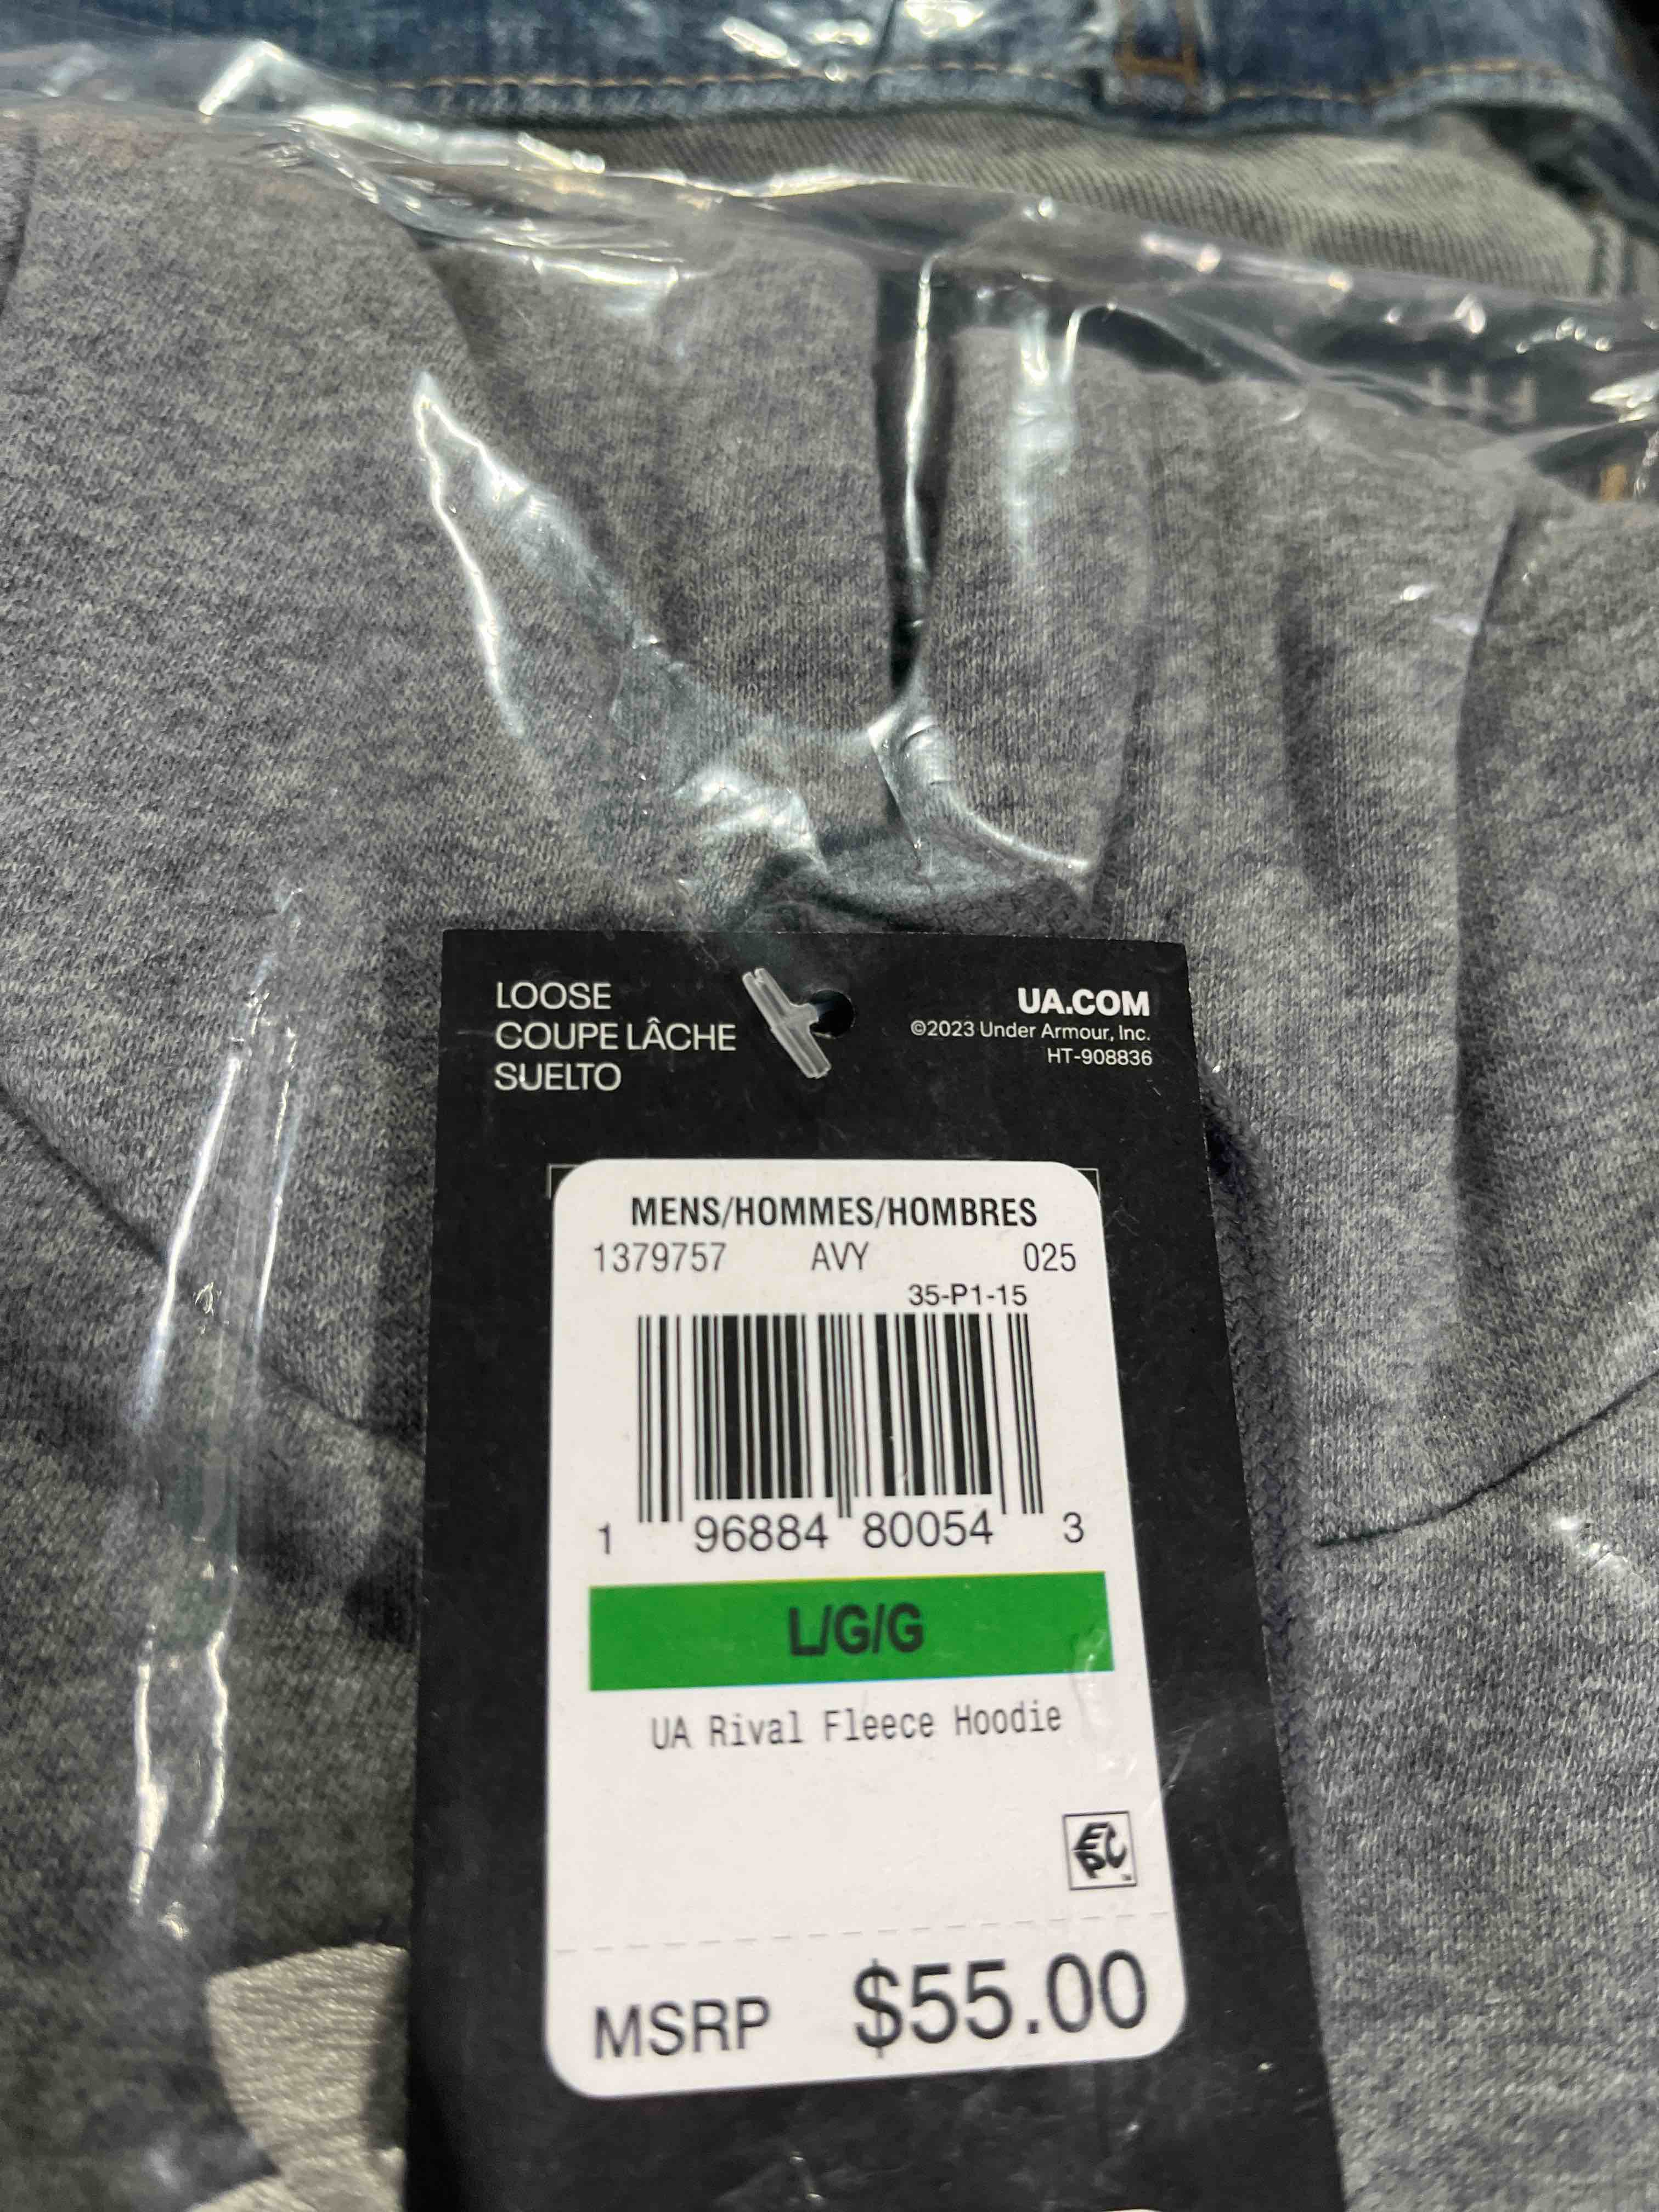 LOOSE
COUPE LÂCHE
SUELTO
UA.COM
©2023 Under Armour, Inc.
HT-908836
MENS/HOMMES/HOMBRES
1379757 AVY 025
35-P1-15
1 96884 80054 3
L/G/G
UA Rival Fleece Hoodie
EPC
MSRP $55.00